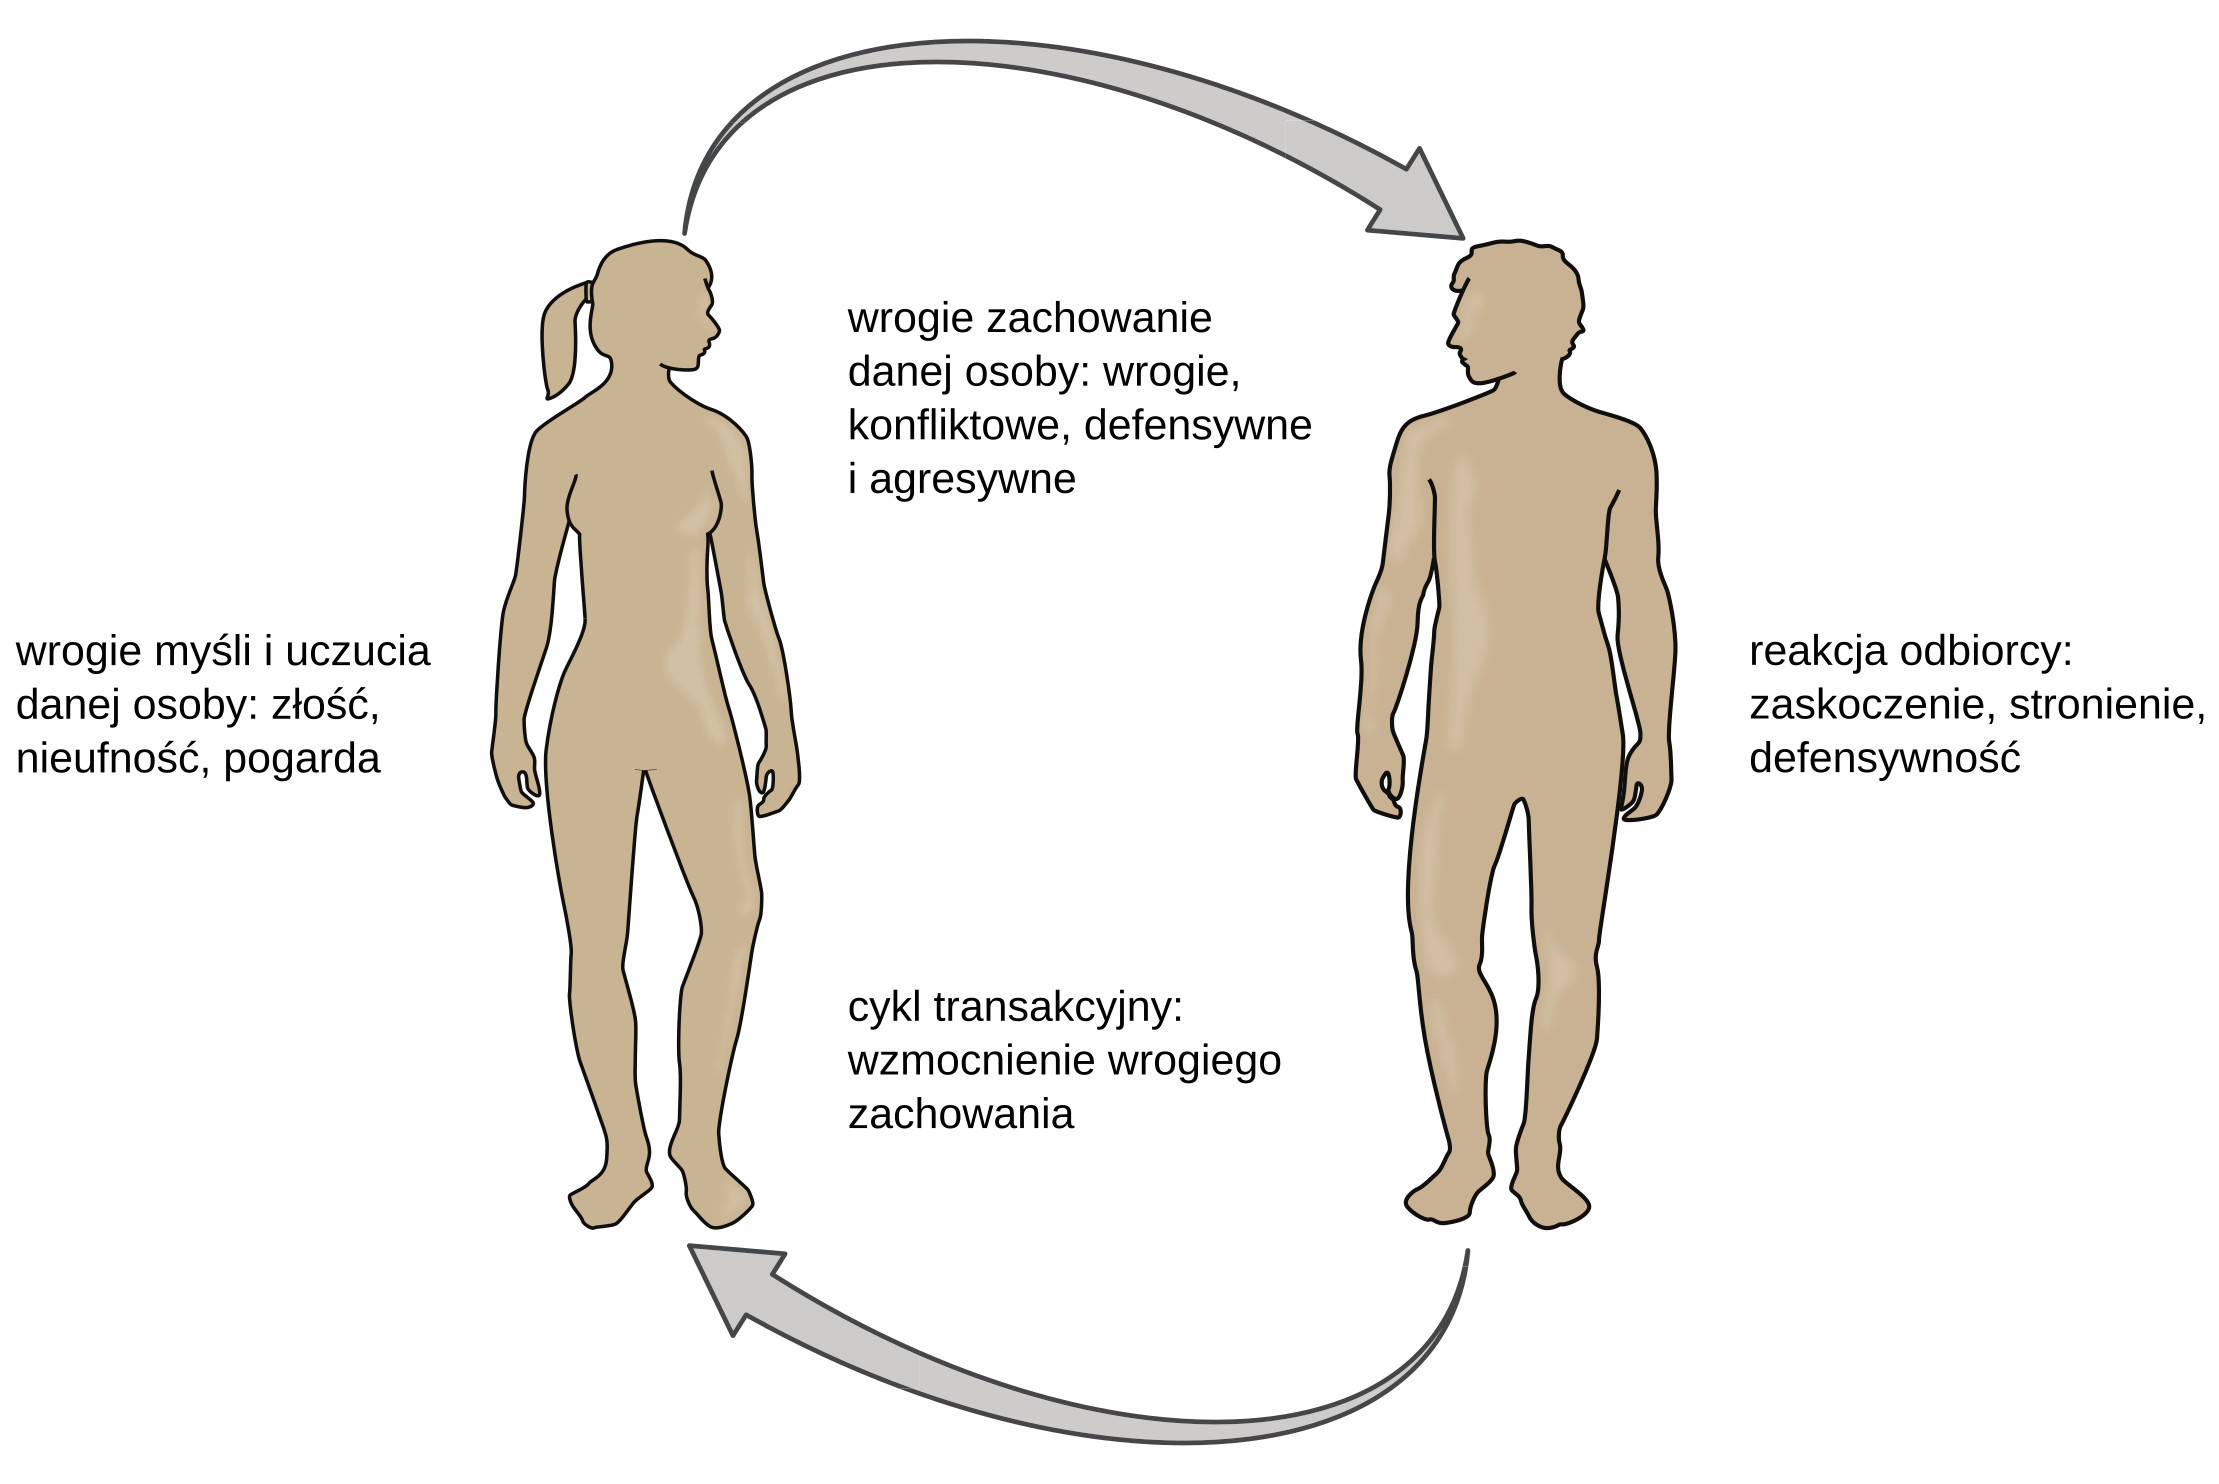 wrogie zachowanie
danej osoby: wrogie,
konfliktowe, defensywne
i agresywne
wrogie myśli i uczucia
danej osoby: złość,
nieufność, pogarda
reakcja odbiorcy:
zaskoczenie, stronienie,
defensywność
cykl transakcyjny:
wzmocnienie wrogiego
zachowania